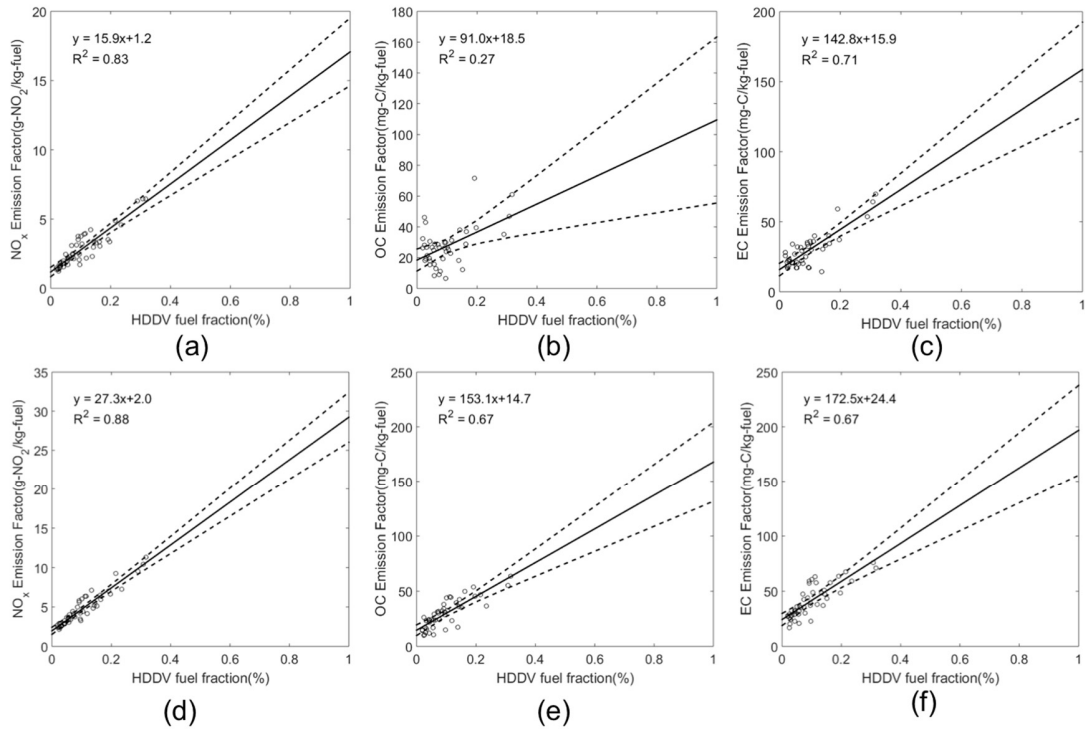 y = 15.9x+1.2
R² = 0.83
NOₓ Emission Factor(g-NO₂/kg-fuel)
0
5
10
15
20
0 0.2 0.4 0.6 0.8 1
HDDV fuel fraction(%)
(a)
y = 91.0x+18.5
R² = 0.27
OC Emission Factor(mg-C/kg-fuel)
0
20
40
60
80
100
120
140
160
180
0 0.2 0.4 0.6 0.8 1
HDDV fuel fraction(%)
(b)
y = 142.8x+15.9
R² = 0.71
EC Emission Factor(mg-C/kg-fuel)
0
50
100
150
200
0 0.2 0.4 0.6 0.8 1
HDDV fuel fraction(%)
(c)
y = 27.3x+2.0
R² = 0.88
NOₓ Emission Factor(g-NO₂/kg-fuel)
0
5
10
15
20
25
30
35
0 0.2 0.4 0.6 0.8 1
HDDV fuel fraction(%)
(d)
y = 153.1x+14.7
R² = 0.67
OC Emission Factor(mg-C/kg-fuel)
0
50
100
150
200
250
0 0.2 0.4 0.6 0.8 1
HDDV fuel fraction(%)
(e)
y = 172.5x+24.4
R² = 0.67
EC Emission Factor(mg-C/kg-fuel)
0
50
100
150
200
250
0 0.2 0.4 0.6 0.8 1
HDDV fuel fraction(%)
(f)